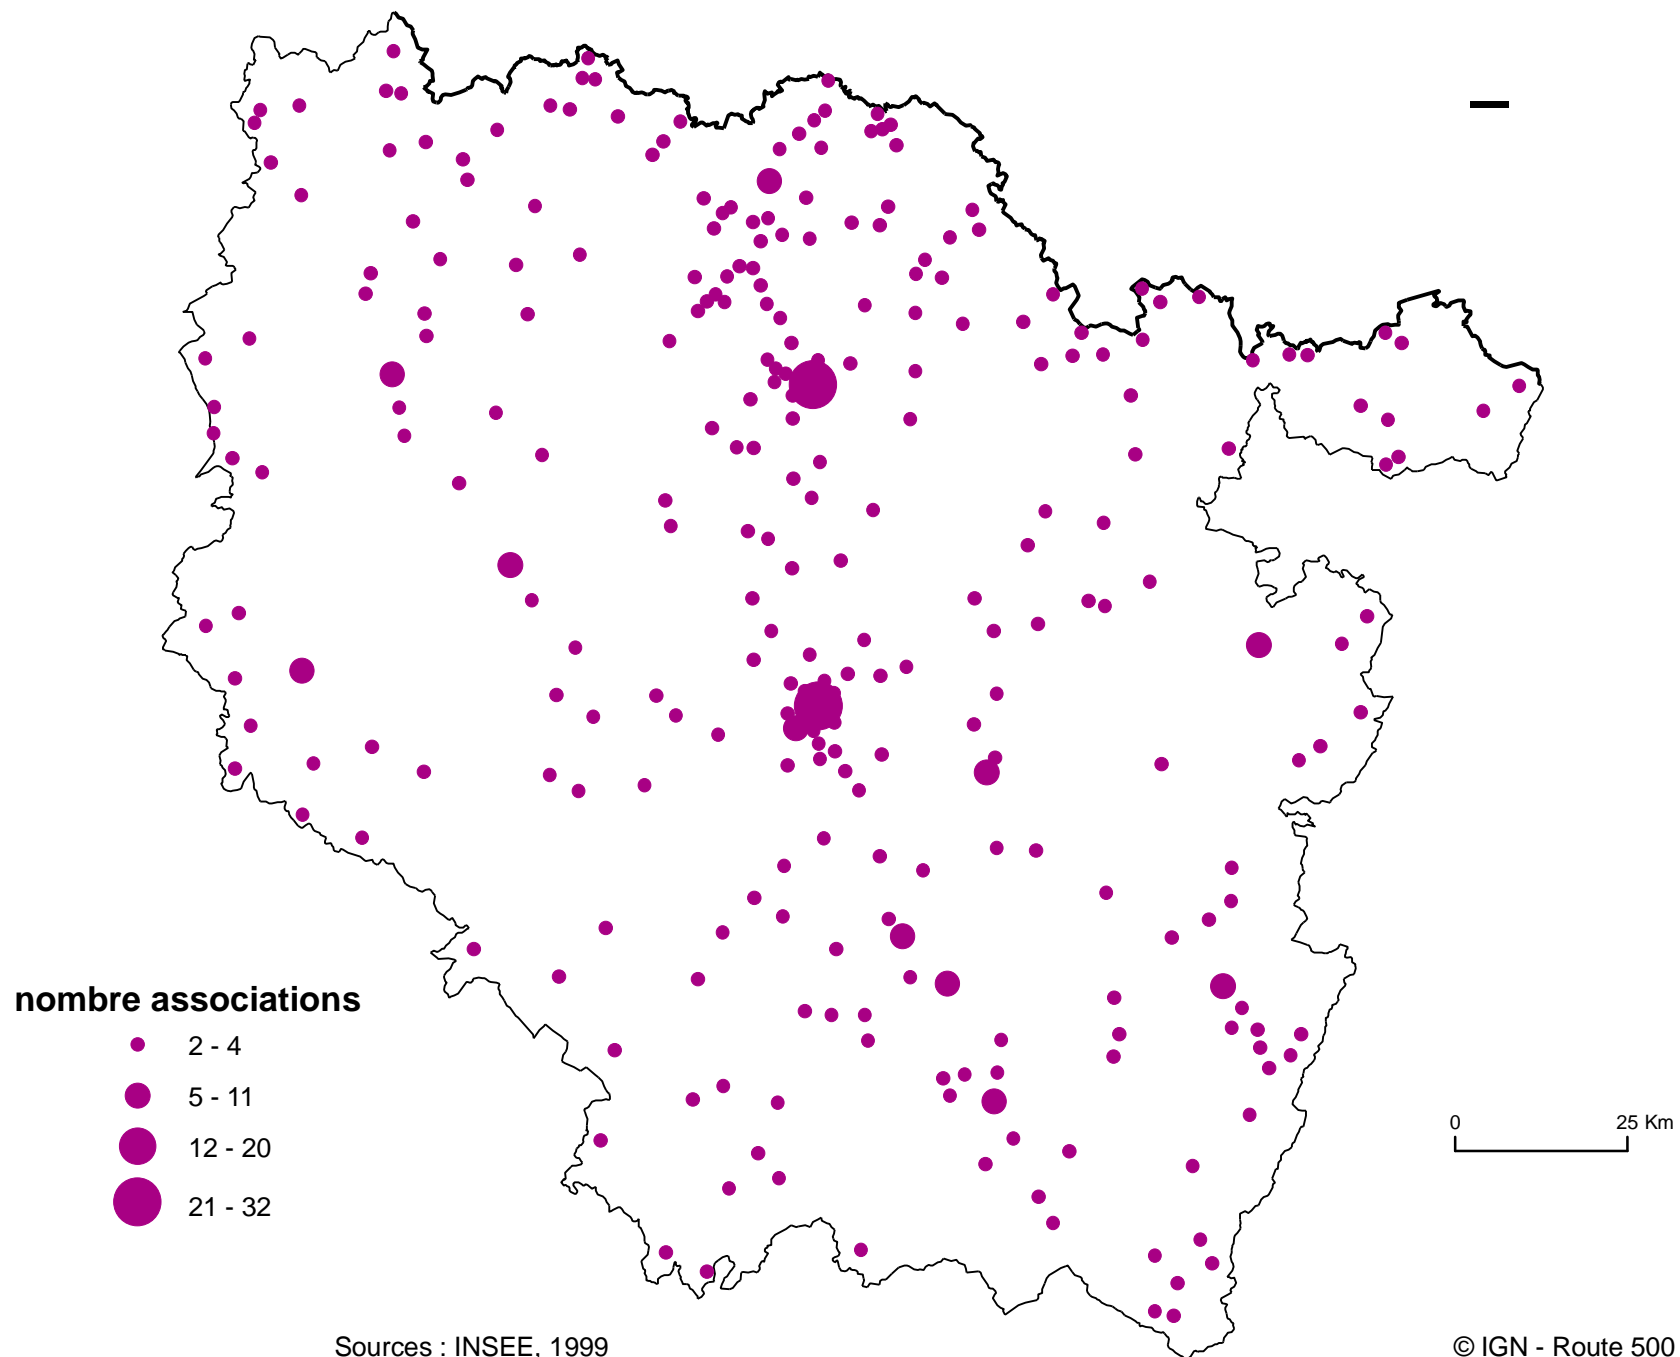 nombre associations
2 - 4
5 - 11
12 - 20
21 - 32
0 25 Km
Sources : INSEE, 1999
© IGN - Route 500